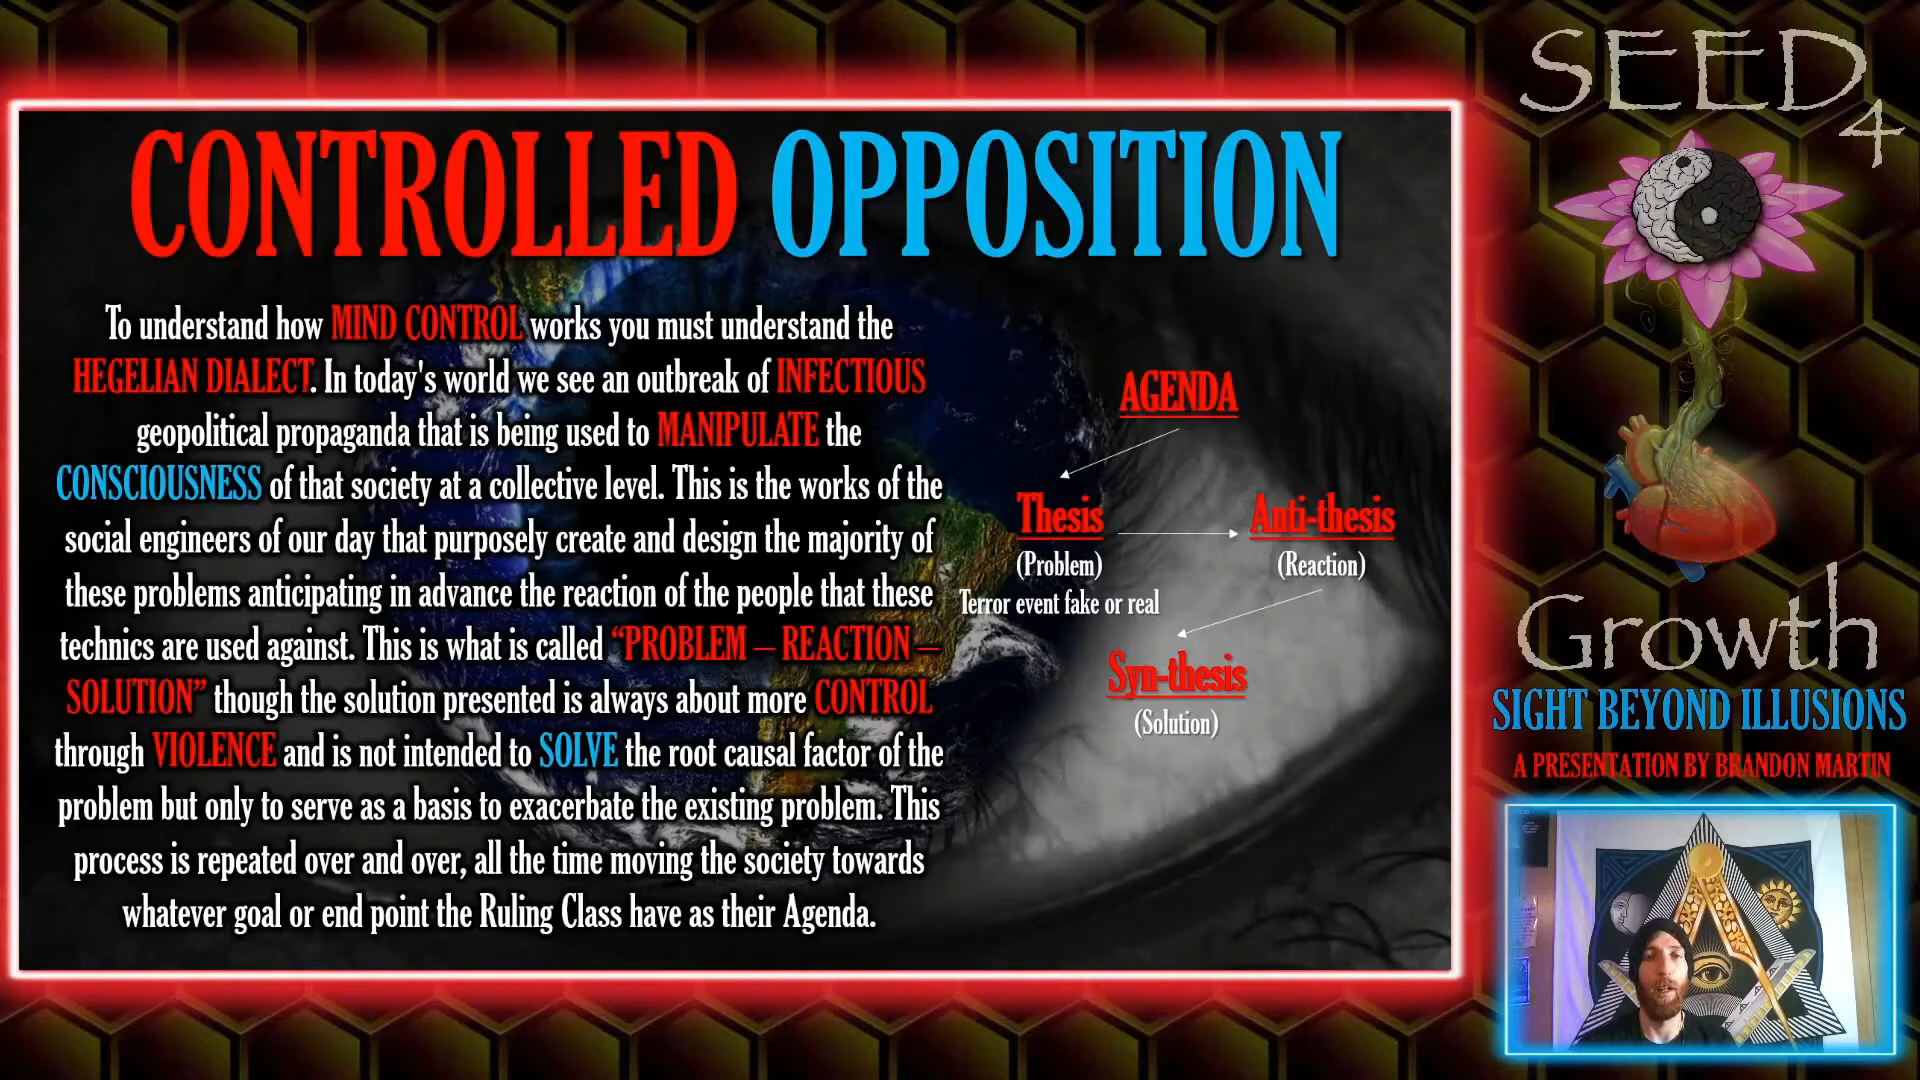 CONTROLLED OPPOSITION
To understand how MIND CONTROL works you must understand the
HEGELIAN DIALECT. In today's world we see an outbreak of INFECTIOUS
geopolitical propaganda that is being used to MANIPULATE the
CONSCIOUSNESS of that society at a collective level. This is the works of the
social engineers of our day that purposely create and design the majority of
these problems anticipating in advance the reaction of the people that these
technics are used against. This is what is called “PROBLEM – REACTION –
SOLUTION” though the solution presented is always about more CONTROL
through VIOLENCE and is not intended to SOLVE the root causal factor of the
problem but only to serve as a basis to exacerbate the existing problem. This
process is repeated over and over, all the time moving the society towards
whatever goal or end point the Ruling Class have as their Agenda.
AGENDA
Thesis
(Problem)
Terror event fake or real
Anti-thesis
(Reaction)
Syn-thesis
(Solution)
SEED
4
Growth
SIGHT BEYOND ILLUSIONS
A PRESENTATION BY BRANDON MARTIN